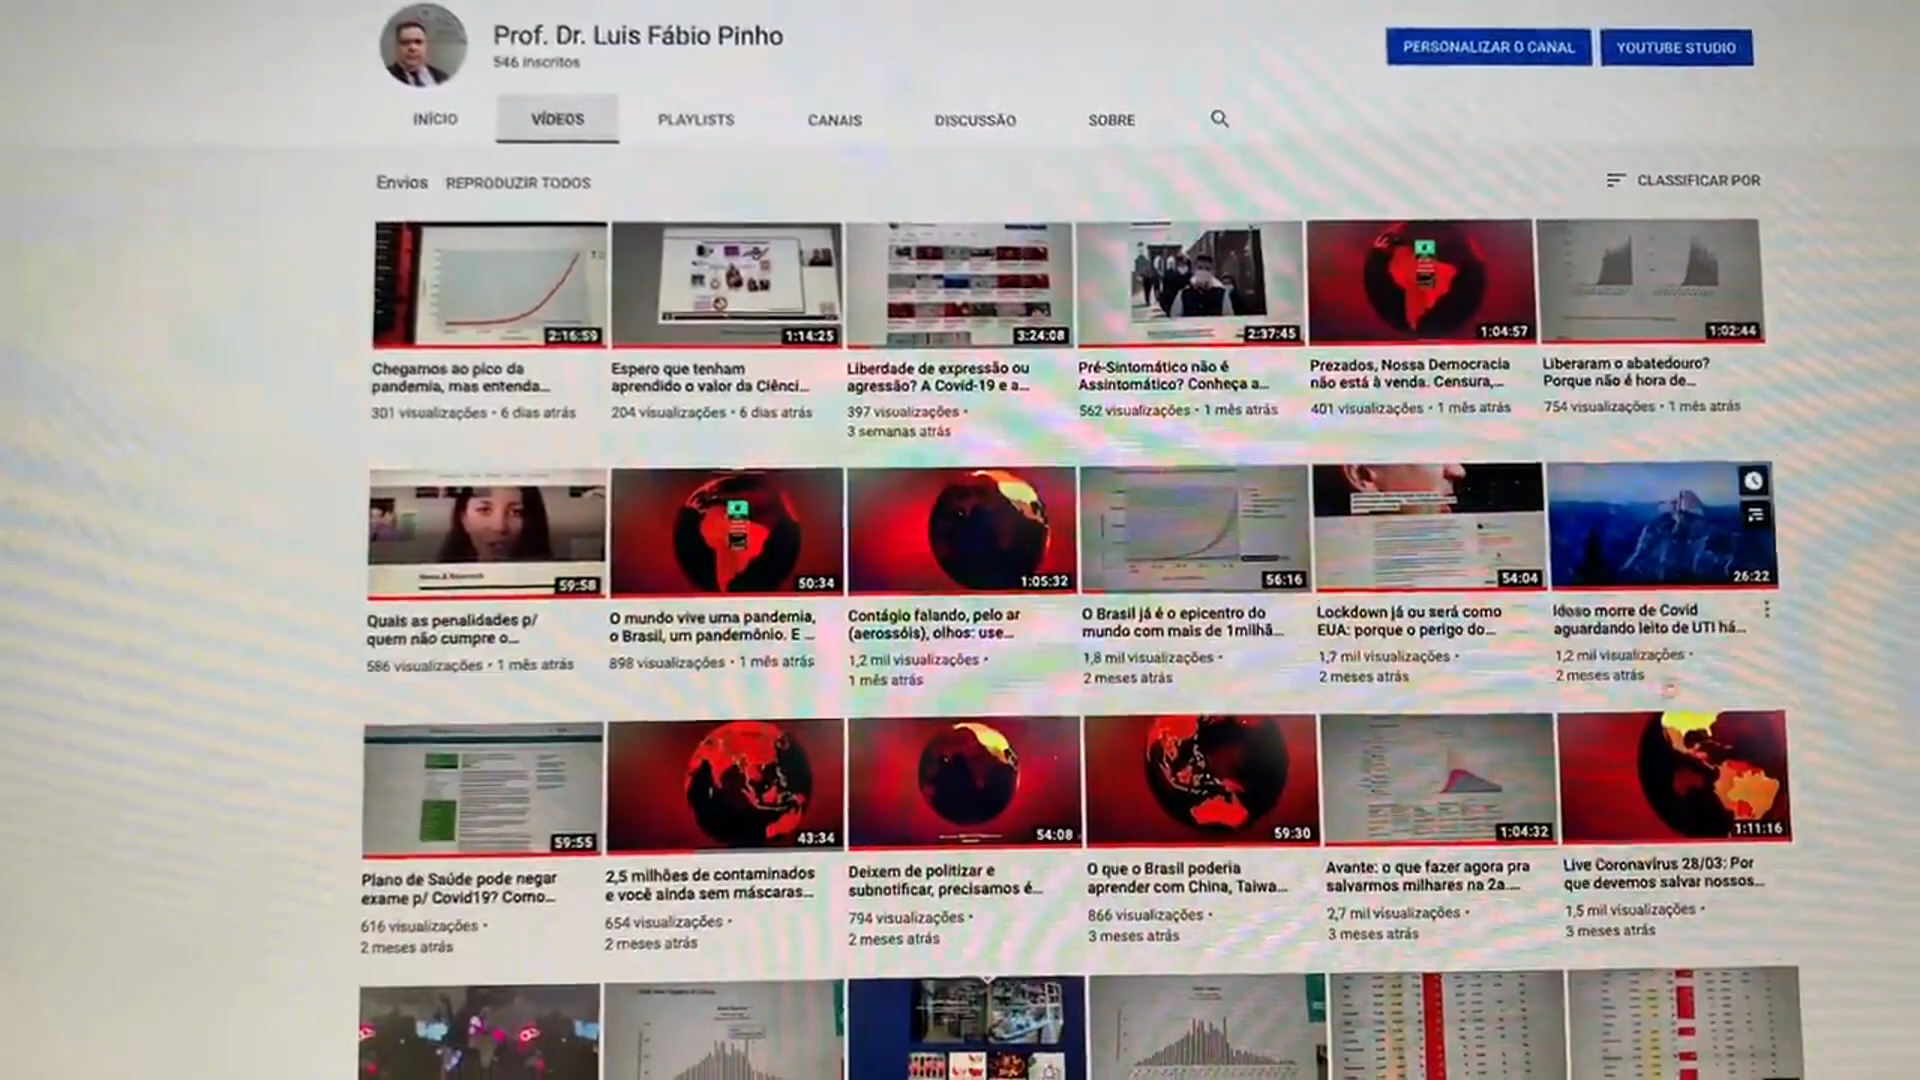 Prof. Dr. Luis Fábio Pinho
546 inscritos
PERSONALIZAR O CANAL
YOUTUBE STUDIO
INÍCIO
VÍDEOS
PLAYLISTS
CANAIS
DISCUSSÃO
SOBRE
Envios
REPRODUZIR TODOS
CLASSIFICAR POR
2:16:59
1:14:25
3:24:08
2:37:45
1:04:57
1:02:44
Chegamos ao pico da
pandemia, mas entenda...
301 visualizações • 6 dias atrás
Espero que tenham
aprendido o valor da Ciênci...
204 visualizações • 6 dias atrás
Liberdade de expressão ou
agressão? A Covid-19 e a...
397 visualizações •
3 semanas atrás
Pré-Sintomático não é
Assintomático? Conheça a...
562 visualizações • 1 mês atrás
Prezados, Nossa Democracia
não está à venda. Censura,...
401 visualizações • 1 mês atrás
Liberaram o abatedouro?
Porque não é hora de...
754 visualizações • 1 mês atrás
59:58
50:34
1:05:32
56:16
54:04
26:22
Quais as penalidades p/
quem não cumpre o...
586 visualizações • 1 mês atrás
O mundo vive uma pandemia,
o Brasil, um pandemônio. E ...
898 visualizações • 1 mês atrás
Contágio falando, pelo ar
(aerossóis), olhos: use...
1,2 mil visualizações •
1 mês atrás
O Brasil já é o epicentro do
mundo com mais de 1milhã...
1,8 mil visualizações •
2 meses atrás
Lockdown já ou será como
EUA: porque o perigo do...
1,7 mil visualizações •
2 meses atrás
Idoso morre de Covid
aguardando leito de UTI há...
1,2 mil visualizações •
2 meses atrás
59:55
43:34
54:08
59:30
1:04:32
1:11:16
Plano de Saúde pode negar
exame p/ Covid19? Como...
616 visualizações •
2 meses atrás
2,5 milhões de contaminados
e você ainda sem máscaras...
654 visualizações •
2 meses atrás
Deixem de politizar e
subnotificar, precisamos é...
794 visualizações •
2 meses atrás
O que o Brasil poderia
aprender com China, Taiwa...
866 visualizações •
3 meses atrás
Avante: o que fazer agora pra
salvarmos milhares na 2a....
2,7 mil visualizações •
3 meses atrás
Live Coronavírus 28/03: Por
que devemos salvar nossos...
1,5 mil visualizações •
3 meses atrás